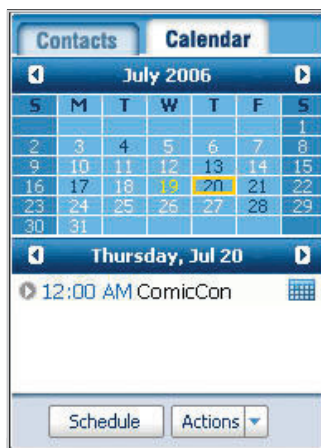 Contacts Calendar
July 2006
S M T W T F S
1
2 3 4 5 6 7 8
9 10 11 12 13 14 15
16 17 18 19 20 21 22
23 24 25 26 27 28 29
30 31
Thursday, Jul 20
12:00 AM ComicCon
Schedule Actions